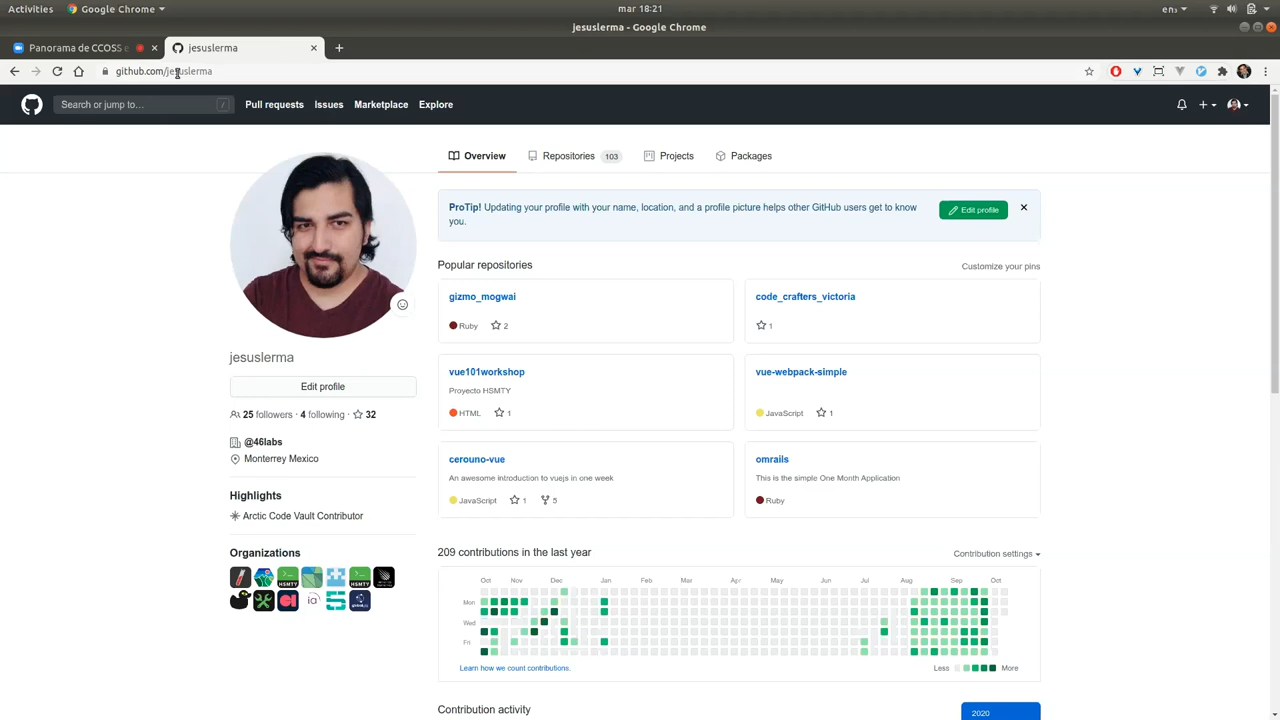 Activities Google Chrome mar 18:21 en
jesuslerma - Google Chrome
Panorama de CCOSS e jesuslerma
github.com/jesuslerma
Search or jump to… / Pull requests Issues Marketplace Explore
Overview Repositories 103 Projects Packages
ProTip! Updating your profile with your name, location, and a profile picture helps other GitHub users get to know
you.
Edit profile
Popular repositories Customize your pins
gizmo_mogwai
Ruby 2
code_crafters_victoria
1
vue101workshop
Proyecto HSMTY
HTML 1
vue-webpack-simple
JavaScript 1
cerouno-vue
An awesome introduction to vuejs in one week
JavaScript 1 5
omrails
This is the simple One Month Application
Ruby
jesuslerma
Edit profile
25 followers · 4 following · 32
@46labs
Monterrey Mexico
Highlights
Arctic Code Vault Contributor
Organizations
HSMTY
HSMTY
ia
209 contributions in the last year Contribution settings
Oct Nov Dec Jan Feb Mar Apr May Jun Jul Aug Sep Oct
Mon
Wed
Fri
Learn how we count contributions. Less More
Contribution activity 2020